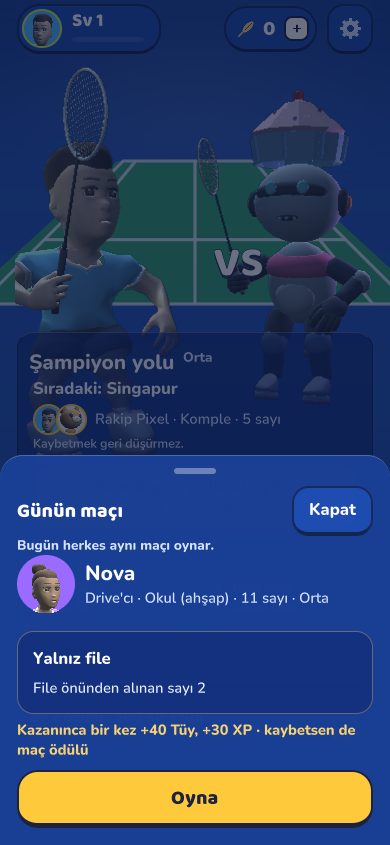 Sv 1
0
+
VS
Şampiyon yolu Orta
Sıradaki: Singapur
Rakip Pixel · Komple · 5 sayı
Kaybetmek geri düşürmez.
Günün maçı
Kapat
Bugün herkes aynı maçı oynar.
Nova
Drive'cı · Okul (ahşap) · 11 sayı · Orta
Yalnız file
File önünden alınan sayı 2
Kazanınca bir kez +40 Tüy, +30 XP · kaybetsen de
maç ödülü
Oyna